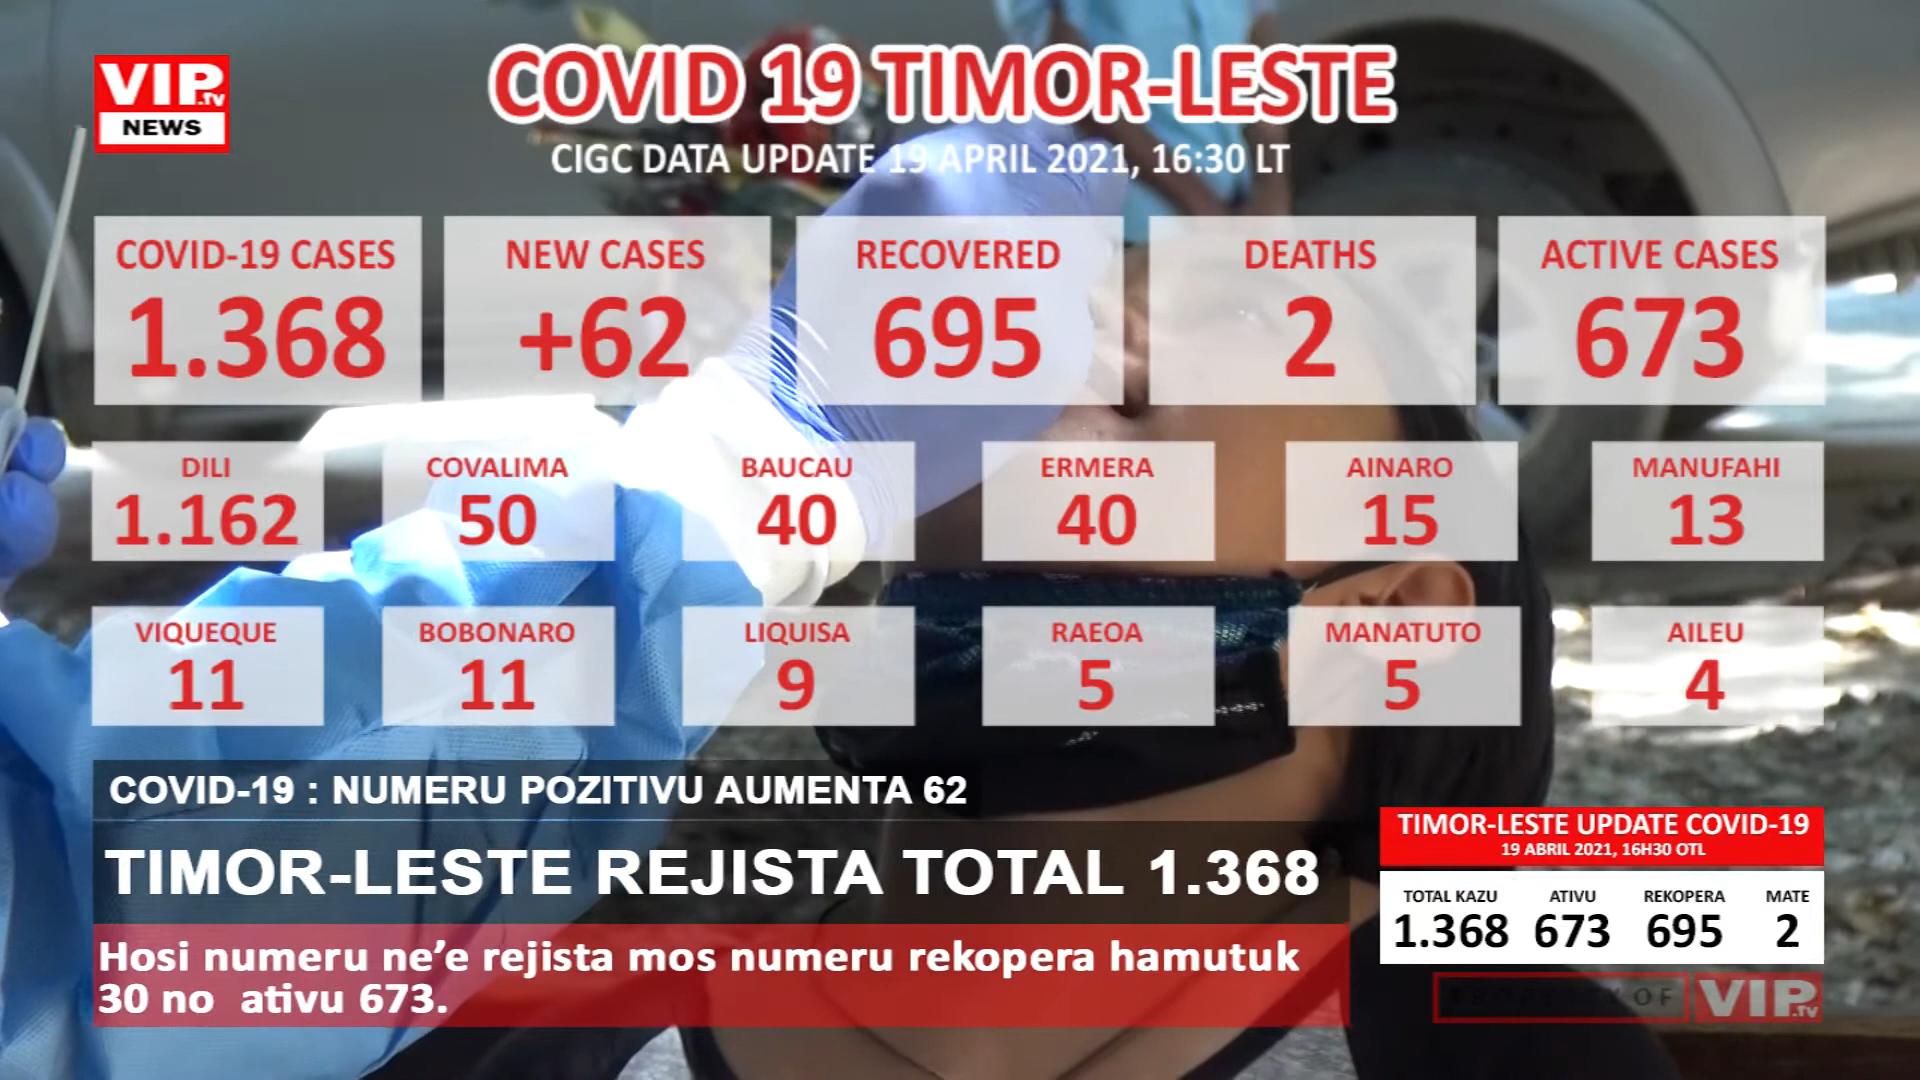 VIP.TV
NEWS
COVID 19 TIMOR-LESTE
CIGC DATA UPDATE 19 APRIL 2021, 16:30 LT
COVID-19 CASES
1.368
NEW CASES
+62
RECOVERED
695
DEATHS
2
ACTIVE CASES
673
DILI
1.162
COVALIMA
50
BAUCAU
40
ERMERA
40
AINARO
15
MANUFAHI
13
VIQUEQUE
11
BOBONARO
11
LIQUISA
9
RAEOA
5
MANATUTO
5
AILEU
4
COVID-19 : NUMERU POZITIVU AUMENTA 62
TIMOR-LESTE REJISTA TOTAL 1.368
Hosi numeru ne’e rejista mos numeru rekopera hamutuk
30 no ativu 673.
TIMOR-LESTE UPDATE COVID-19
19 ABRIL 2021, 16H30 OTL
TOTAL KAZU ATIVU REKOPERA MATE
1.368 673 695 2
PROPERTY OF VIP.TV